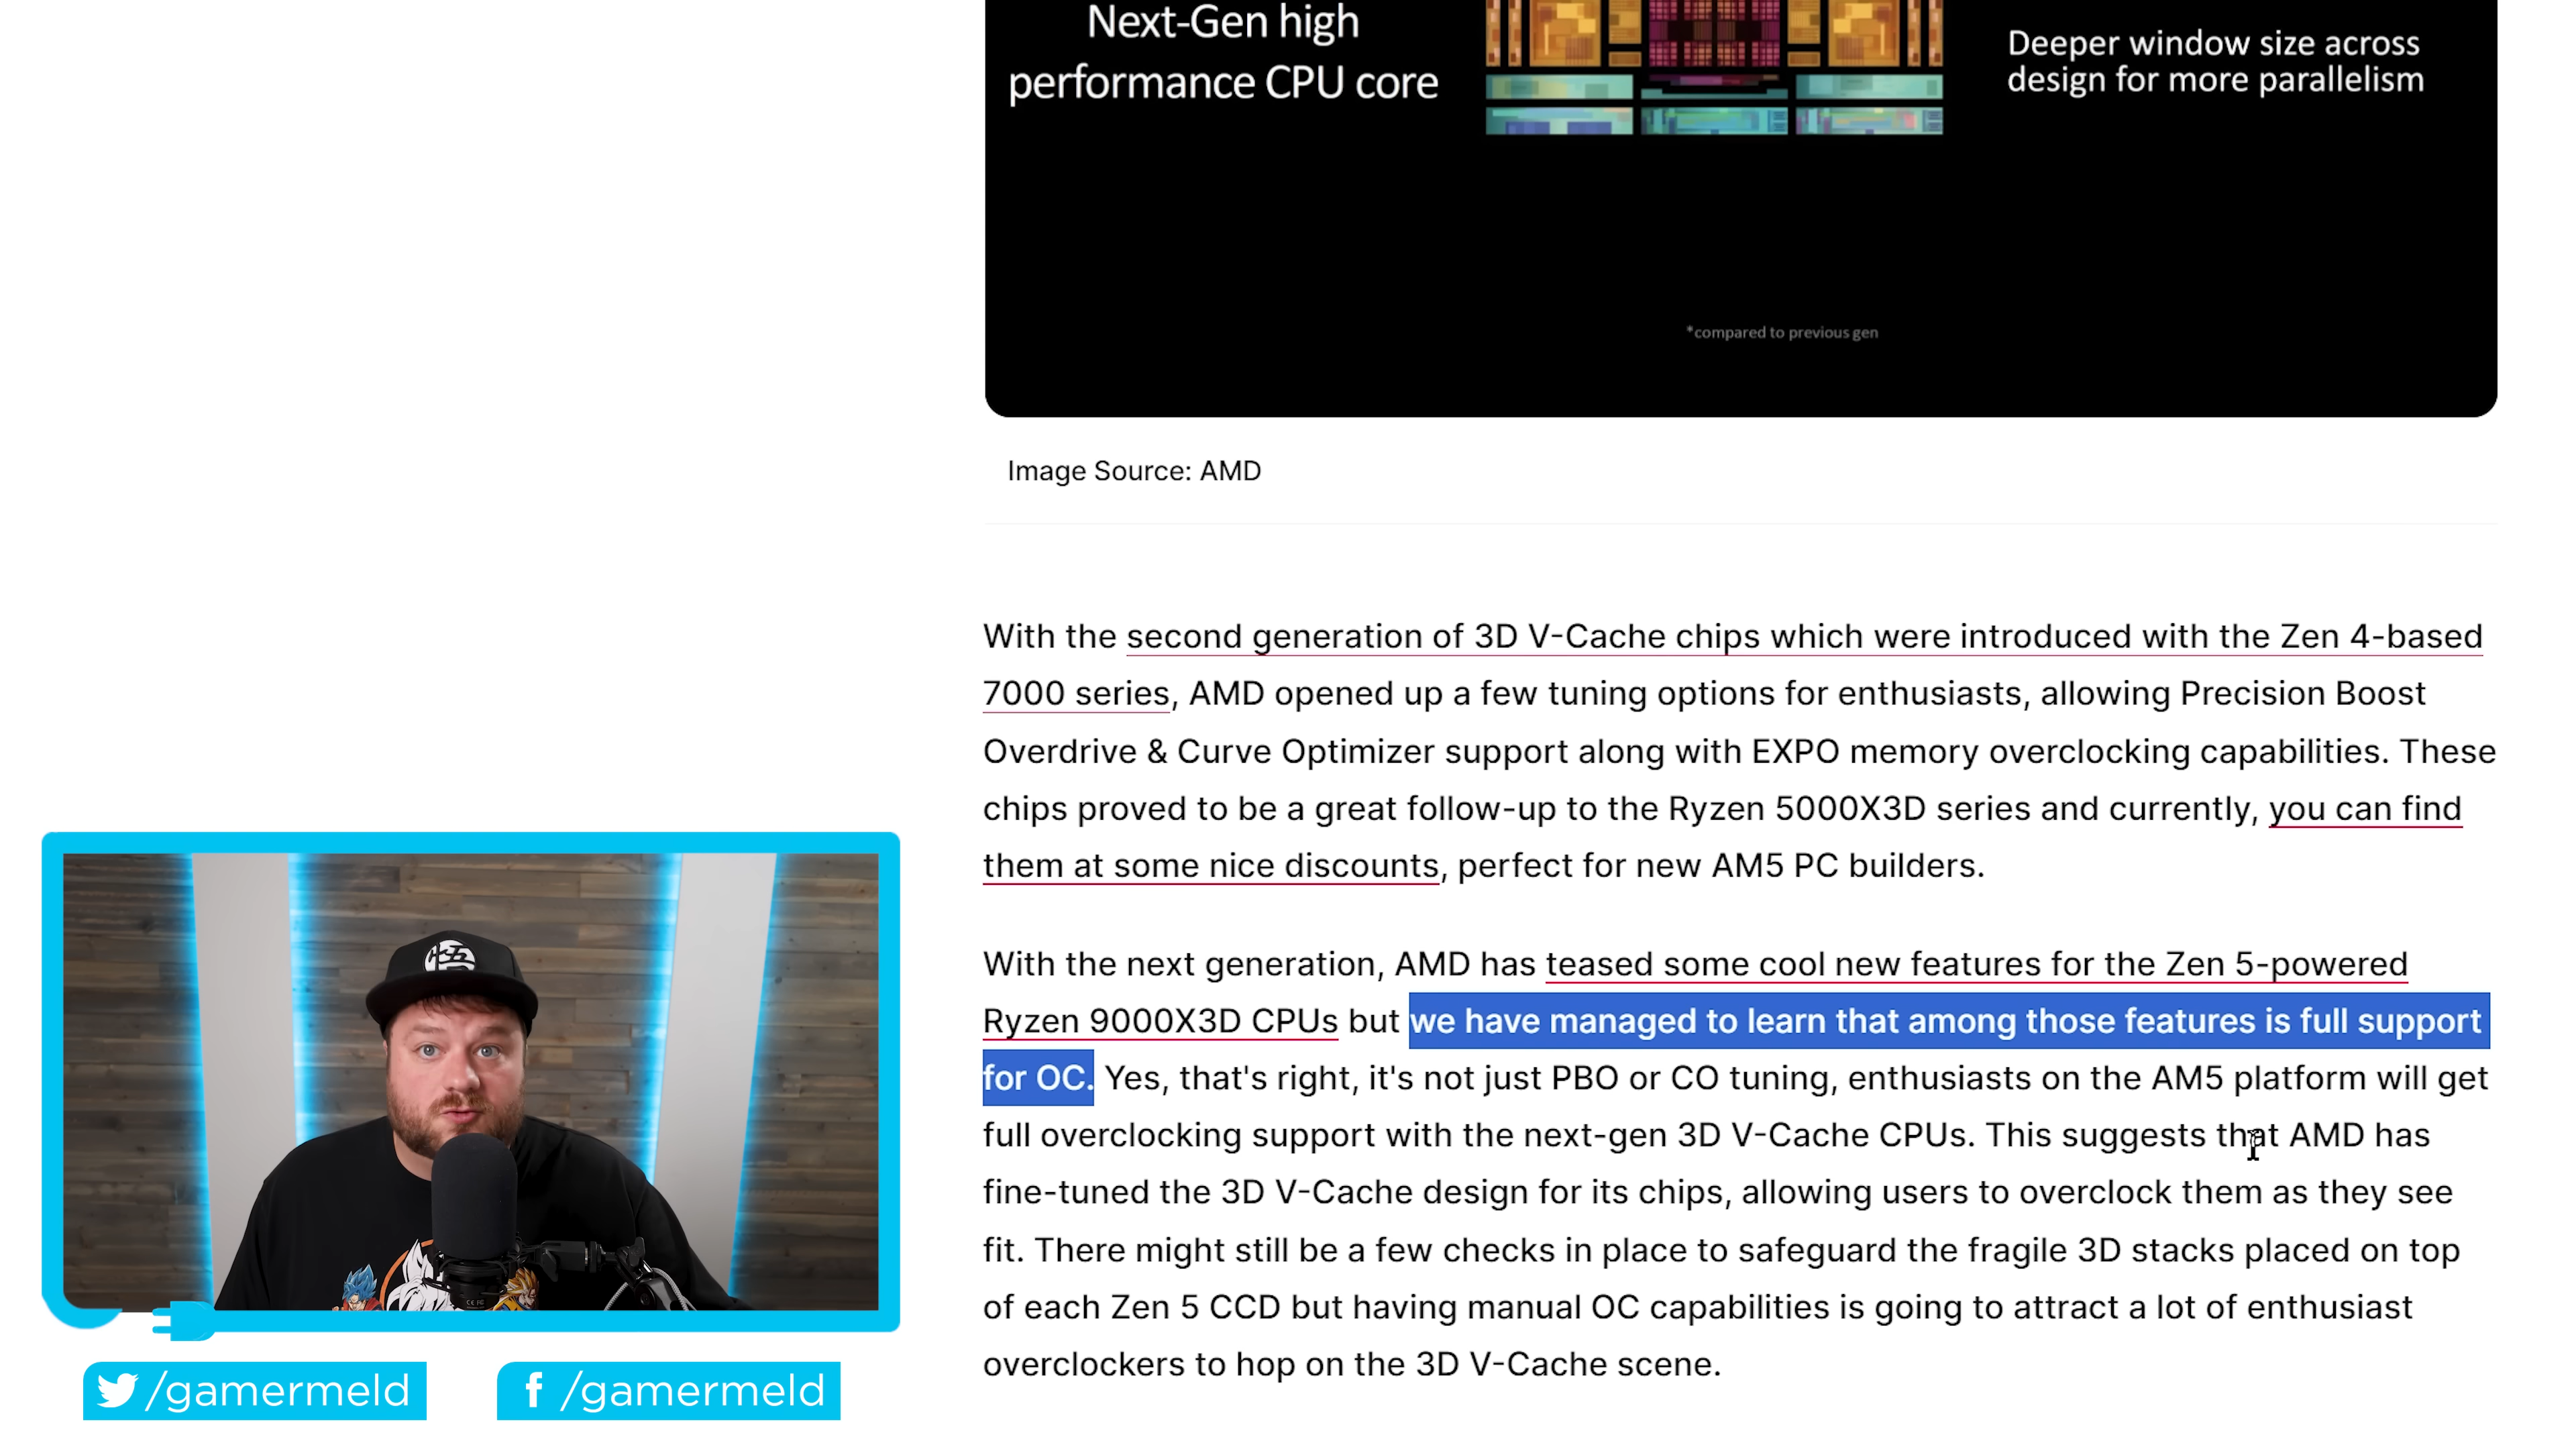 Next-Gen high
performance CPU core
Deeper window size across
design for more parallelism
*compared to previous gen
Image Source: AMD
With the second generation of 3D V-Cache chips which were introduced with the Zen 4-based
7000 series, AMD opened up a few tuning options for enthusiasts, allowing Precision Boost
Overdrive & Curve Optimizer support along with EXPO memory overclocking capabilities. These
chips proved to be a great follow-up to the Ryzen 5000X3D series and currently, you can find
them at some nice discounts, perfect for new AM5 PC builders.
With the next generation, AMD has teased some cool new features for the Zen 5-powered
Ryzen 9000X3D CPUs but we have managed to learn that among those features is full support
for OC. Yes, that's right, it's not just PBO or CO tuning, enthusiasts on the AM5 platform will get
full overclocking support with the next-gen 3D V-Cache CPUs. This suggests that AMD has
fine-tuned the 3D V-Cache design for its chips, allowing users to overclock them as they see
fit. There might still be a few checks in place to safeguard the fragile 3D stacks placed on top
of each Zen 5 CCD but having manual OC capabilities is going to attract a lot of enthusiast
overclockers to hop on the 3D V-Cache scene.
/gamermeld
/gamermeld